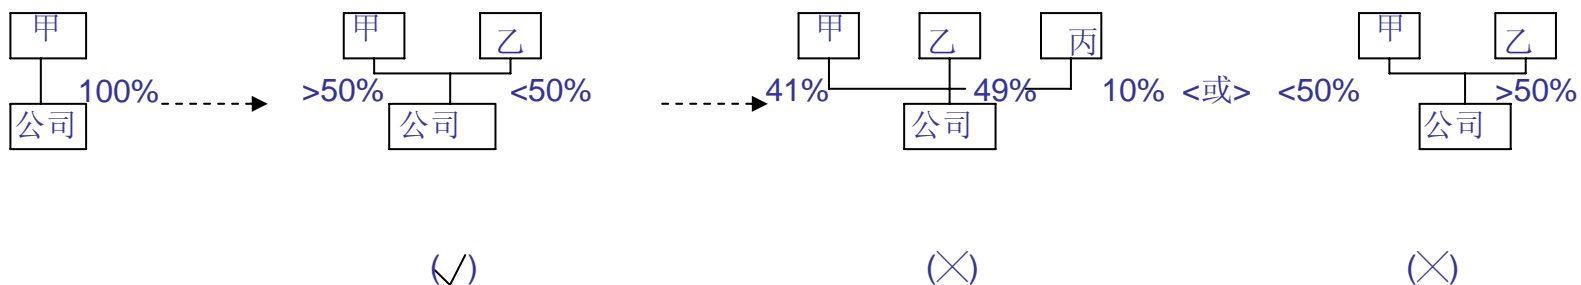 甲 甲 乙 甲 乙 丙 甲 乙
100% >50% <50% 41% 49% 10% <或> <50% >50%
公司 公司 公司 公司
(√) (×) (×)